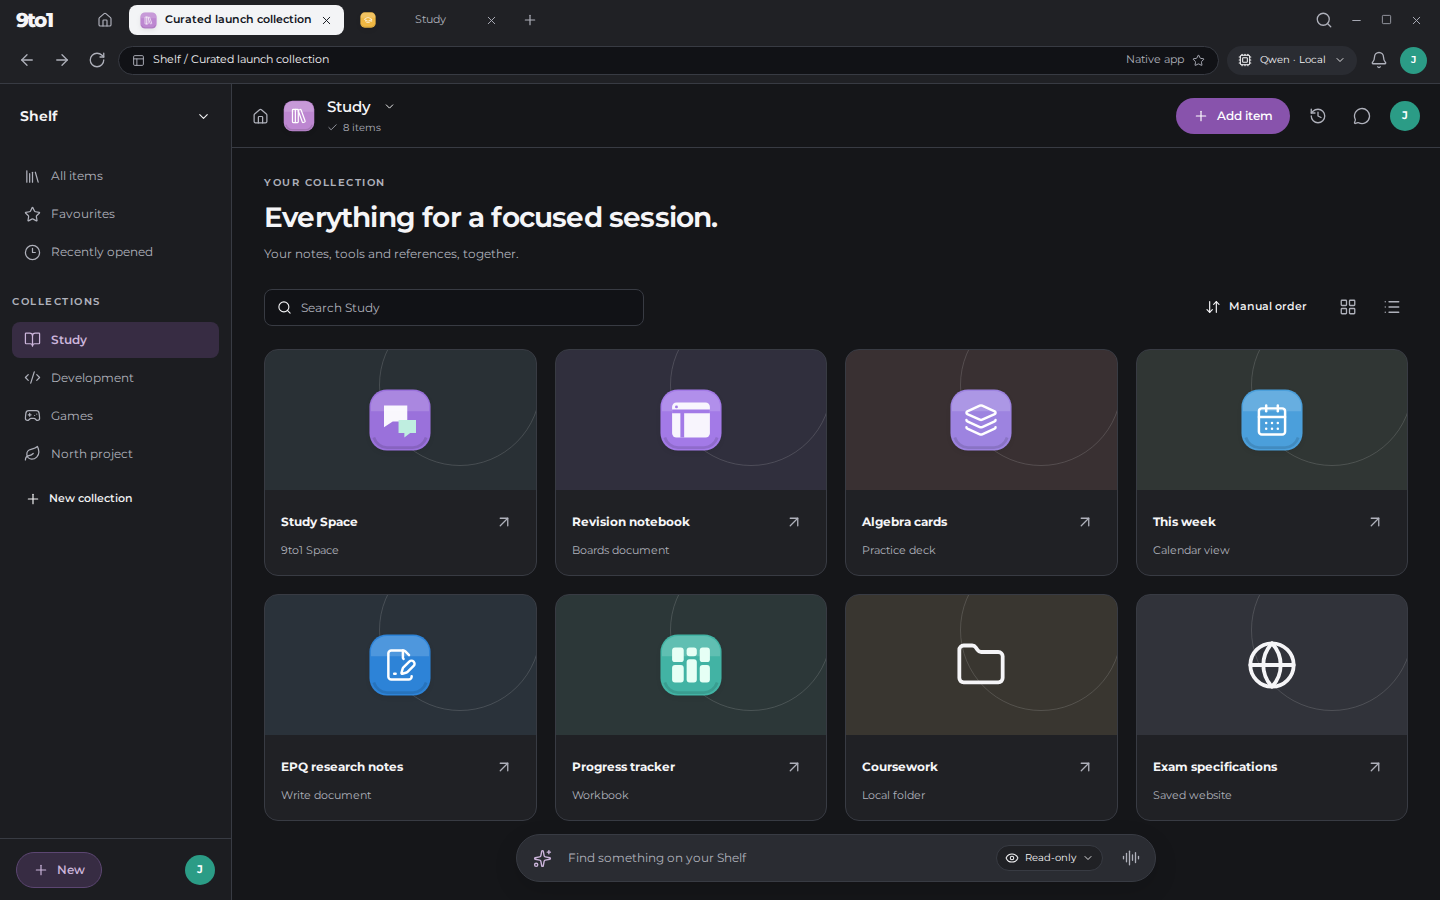 9to1
Curated launch collection
Study
Shelf / Curated launch collection
Native app
Qwen · Local
J
Shelf
Study
8 items
Add item
J
All items
Favourites
Recently opened
COLLECTIONS
Study
Development
Games
North project
New collection
YOUR COLLECTION
Everything for a focused session.
Your notes, tools and references, together.
Search Study
Manual order
Study Space
9to1 Space
Revision notebook
Boards document
Algebra cards
Practice deck
This week
Calendar view
EPQ research notes
Write document
Progress tracker
Workbook
Coursework
Local folder
Exam specifications
Saved website
New
J
Find something on your Shelf
Read-only